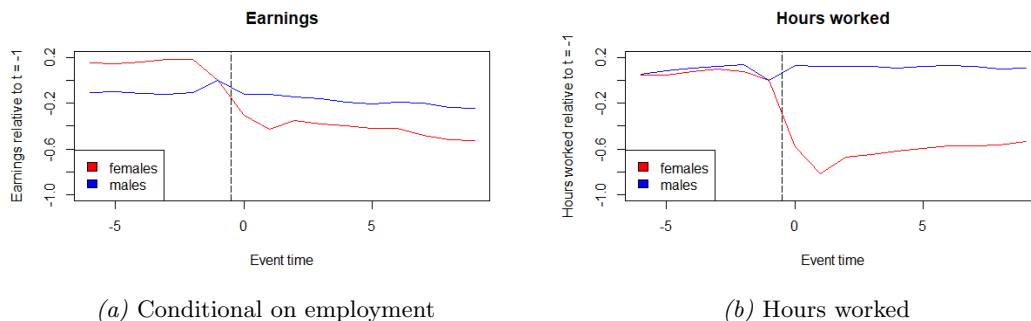 Earnings
Earnings relative to t = -1
0.2
-0.2
-0.6
-1.0
females
males
-5
0
5
Event time
(a) Conditional on employment
Hours worked
Hours worked relative to t = -1
0.2
-0.2
-0.6
-1.0
females
males
-5
0
5
Event time
(b) Hours worked